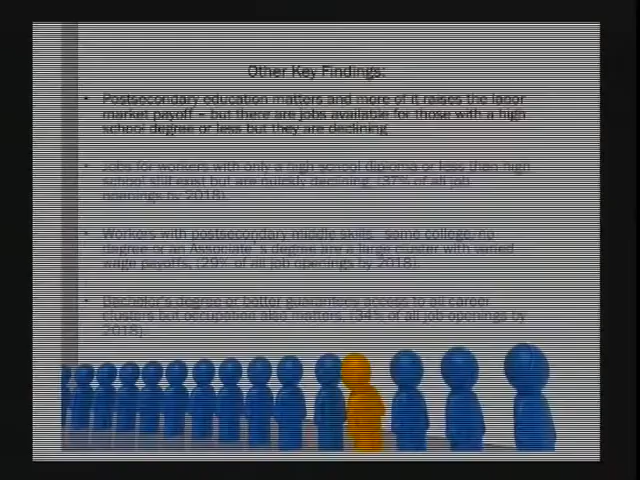 Other Key Findings:
• Postsecondary education matters and more of it raises the labor
market payoff – but there are jobs available for those with a high
school degree or less but they are declining
• Jobs for workers with only a high school diploma or less than high
school still exist but are quickly declining, (37% of all job
openings by 2018).
• Workers with postsecondary middle skills- some college, no
degree or an Associate's degree are a large cluster with varied
wage payoffs, (29% of all job openings by 2018).
• Bachelor's degree or better guarantees access to all career
clusters but occupation also matters, (34% of all job openings by
2018).